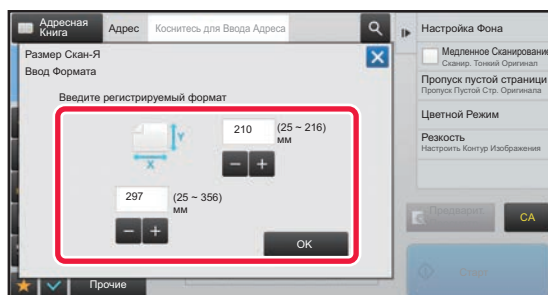 Адресная
Книга
Адрес
Коснитесь для Ввода Адреса
Настройка Фона
Размер Скан-Я
Ввод Формата
Медленное Сканирование
Сканир. Тонкий Оригинал
Введите регистрируемый формат
Пропуск пустой страници
Пропуск Пустой Стр. Оригинала
Y
X
210
(25 ~ 216)
мм
Цветной Режим
Резкость
Настроить Контур Изображения
297
(25 ~ 356)
мм
OK
Предварит.
CA
Прочие
Старт